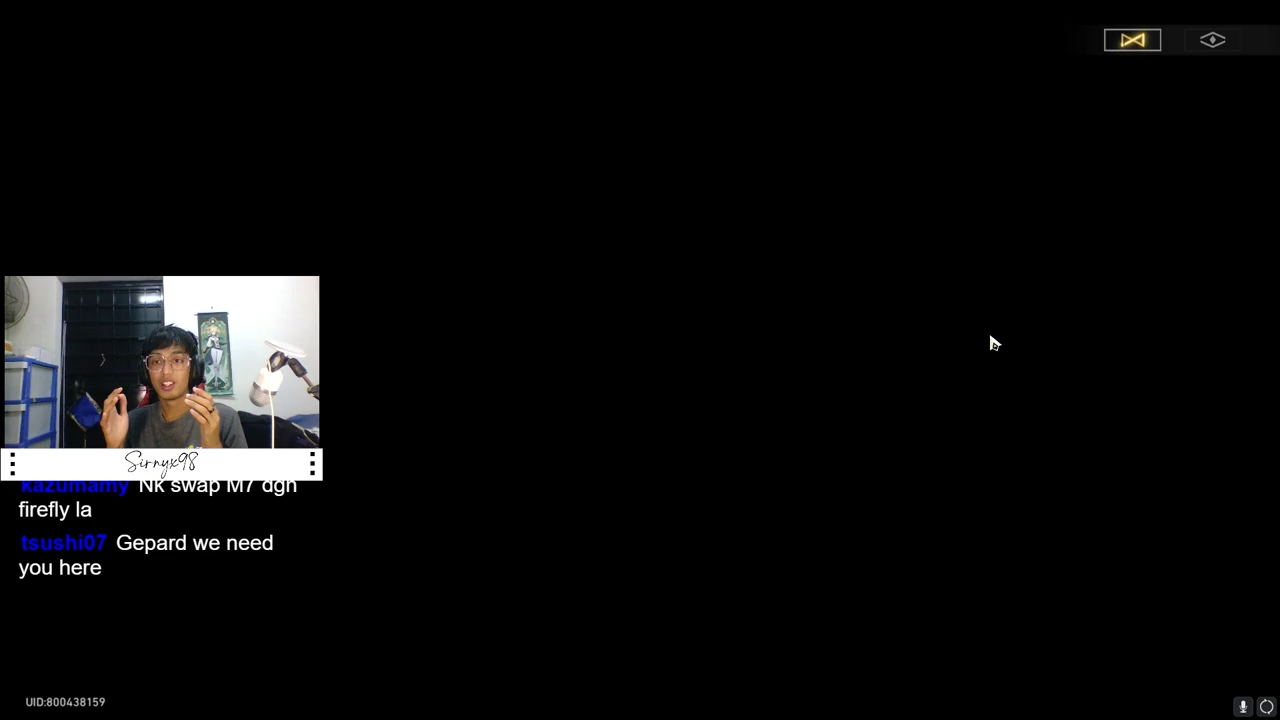 Sirnyx98
kazumamy Nk swap M7 dgn
firefly la
tsushi07 Gepard we need
you here
UID:800438159